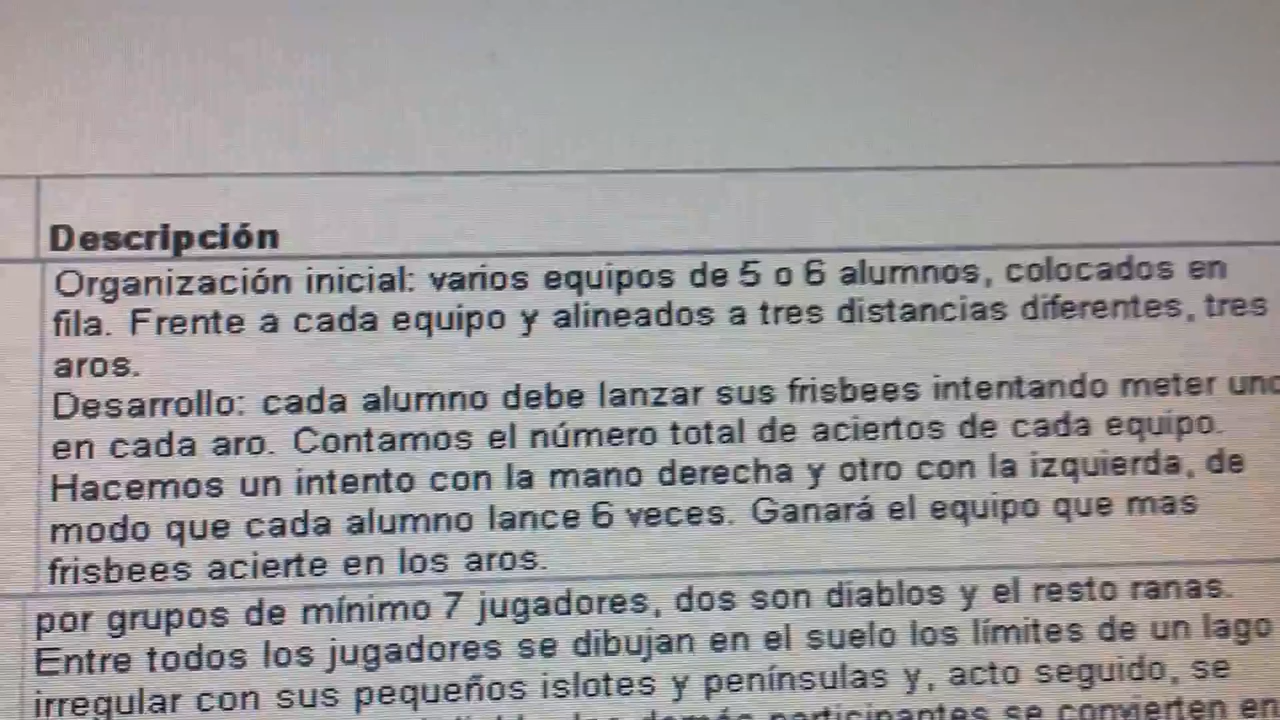 Descripción
Organización inicial: varios equipos de 5 o 6 alumnos, colocados en
fila. Frente a cada equipo y alineados a tres distancias diferentes, tres
aros.
Desarrollo: cada alumno debe lanzar sus frisbees intentando meter uno
en cada aro. Contamos el número total de aciertos de cada equipo.
Hacemos un intento con la mano derecha y otro con la izquierda, de
modo que cada alumno lance 6 veces. Ganará el equipo que mas
frisbees acierte en los aros.
por grupos de mínimo 7 jugadores, dos son diablos y el resto ranas.
Entre todos los jugadores se dibujan en el suelo los límites de un lago
irregular con sus pequeños islotes y penínsulas y, acto seguido, se
demás participantes se convierten en